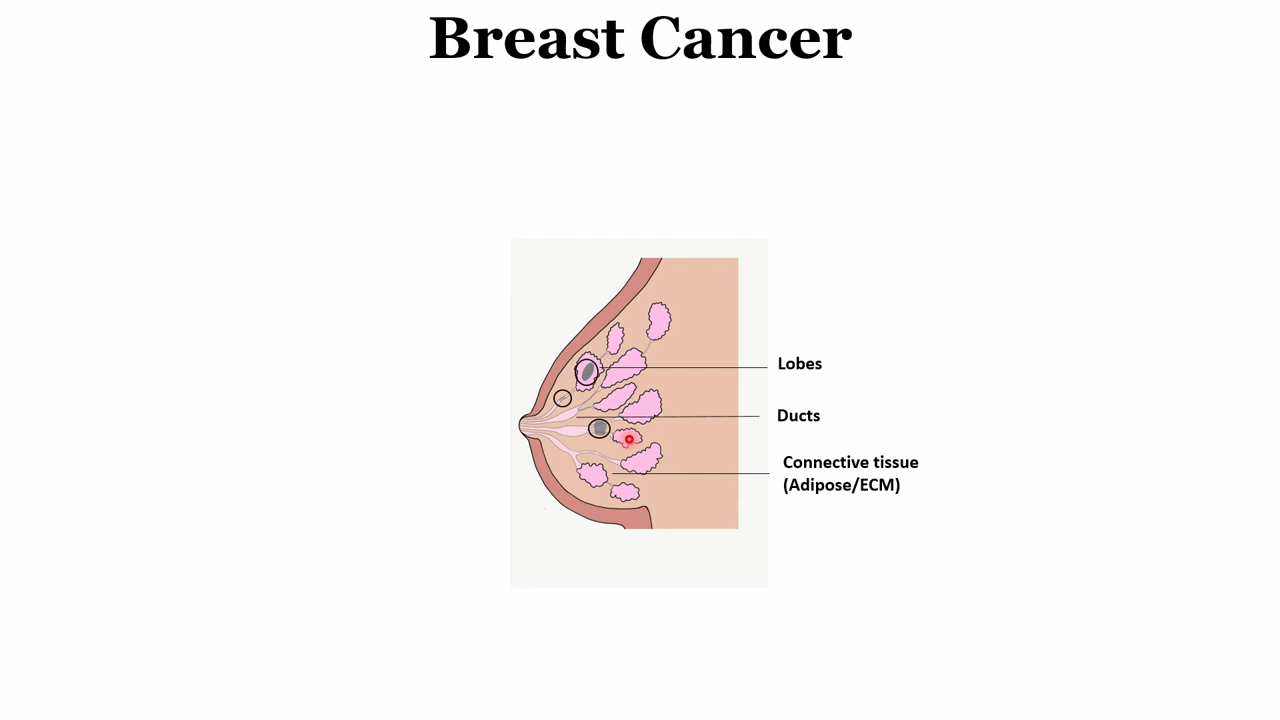 Breast Cancer
Lobes
Ducts
Connective tissue
(Adipose/ECM)